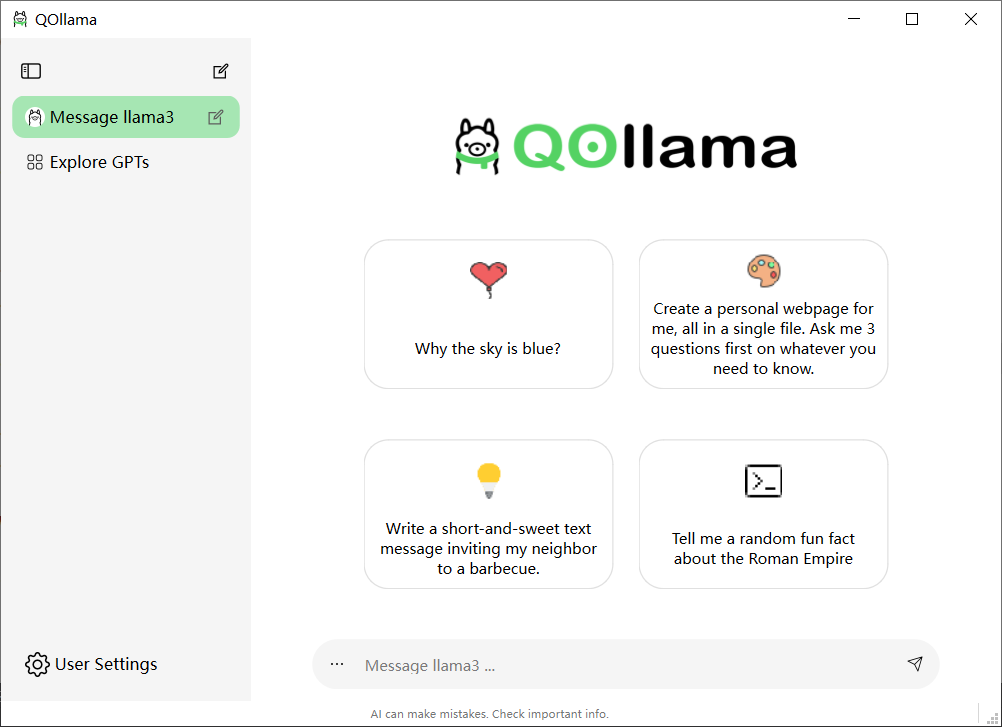 QOllama
Message llama3
Explore GPTs
QOllama
Why the sky is blue?
Create a personal webpage for
me, all in a single file. Ask me 3
questions first on whatever you
need to know.
Write a short-and-sweet text
message inviting my neighbor
to a barbecue.
Tell me a random fun fact
about the Roman Empire
User Settings
Message llama3 ...
AI can make mistakes. Check important info.